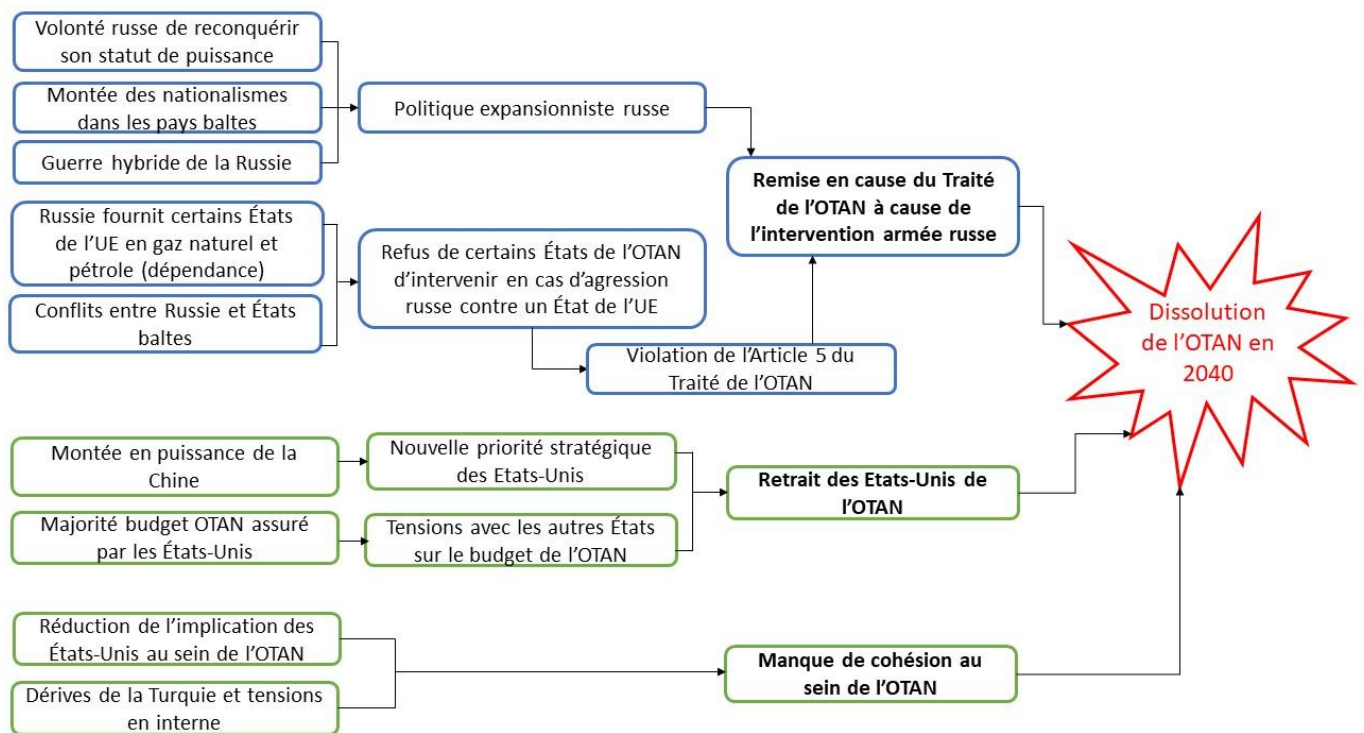 Volonté russe de reconquérir
son statut de puissance
Montée des nationalismes
dans les pays baltes
Guerre hybride de la Russie
Politique expansionniste russe
Russie fournit certains États
de l'UE en gaz naturel et
pétrole (dépendance)
Conflits entre Russie et États
baltes
Refus de certains États de l'OTAN
d'intervenir en cas d'agression
russe contre un État de l'UE
Violation de l'Article 5 du
Traité de l'OTAN
Remise en cause du Traité
de l'OTAN à cause de
l'intervention armée russe
Dissolution
de l'OTAN en
2040
Montée en puissance de la
Chine
Nouvelle priorité stratégique
des Etats-Unis
Majorité budget OTAN assuré
par les États-Unis
Tensions avec les autres États
sur le budget de l'OTAN
Retrait des Etats-Unis de
l'OTAN
Réduction de l'implication des
États-Unis au sein de l'OTAN
Dérives de la Turquie et tensions
en interne
Manque de cohésion au
sein de l'OTAN